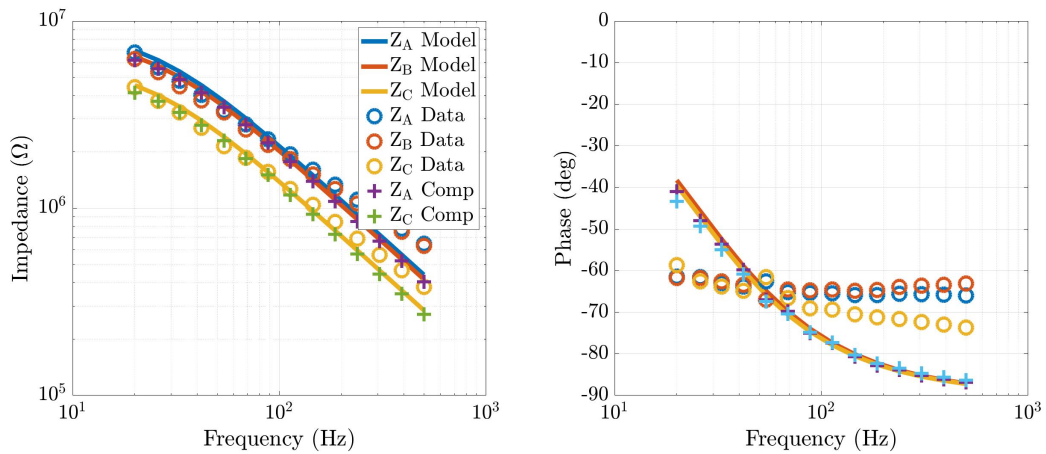 10^7
10^6
10^5
Impedance (Ω)
10^1
10^2
10^3
Frequency (Hz)
Z_A Model
Z_B Model
Z_C Model
Z_A Data
Z_B Data
Z_C Data
Z_A Comp
Z_C Comp
0
-10
-20
-30
-40
-50
-60
-70
-80
-90
Phase (deg)
10^1
10^2
10^3
Frequency (Hz)